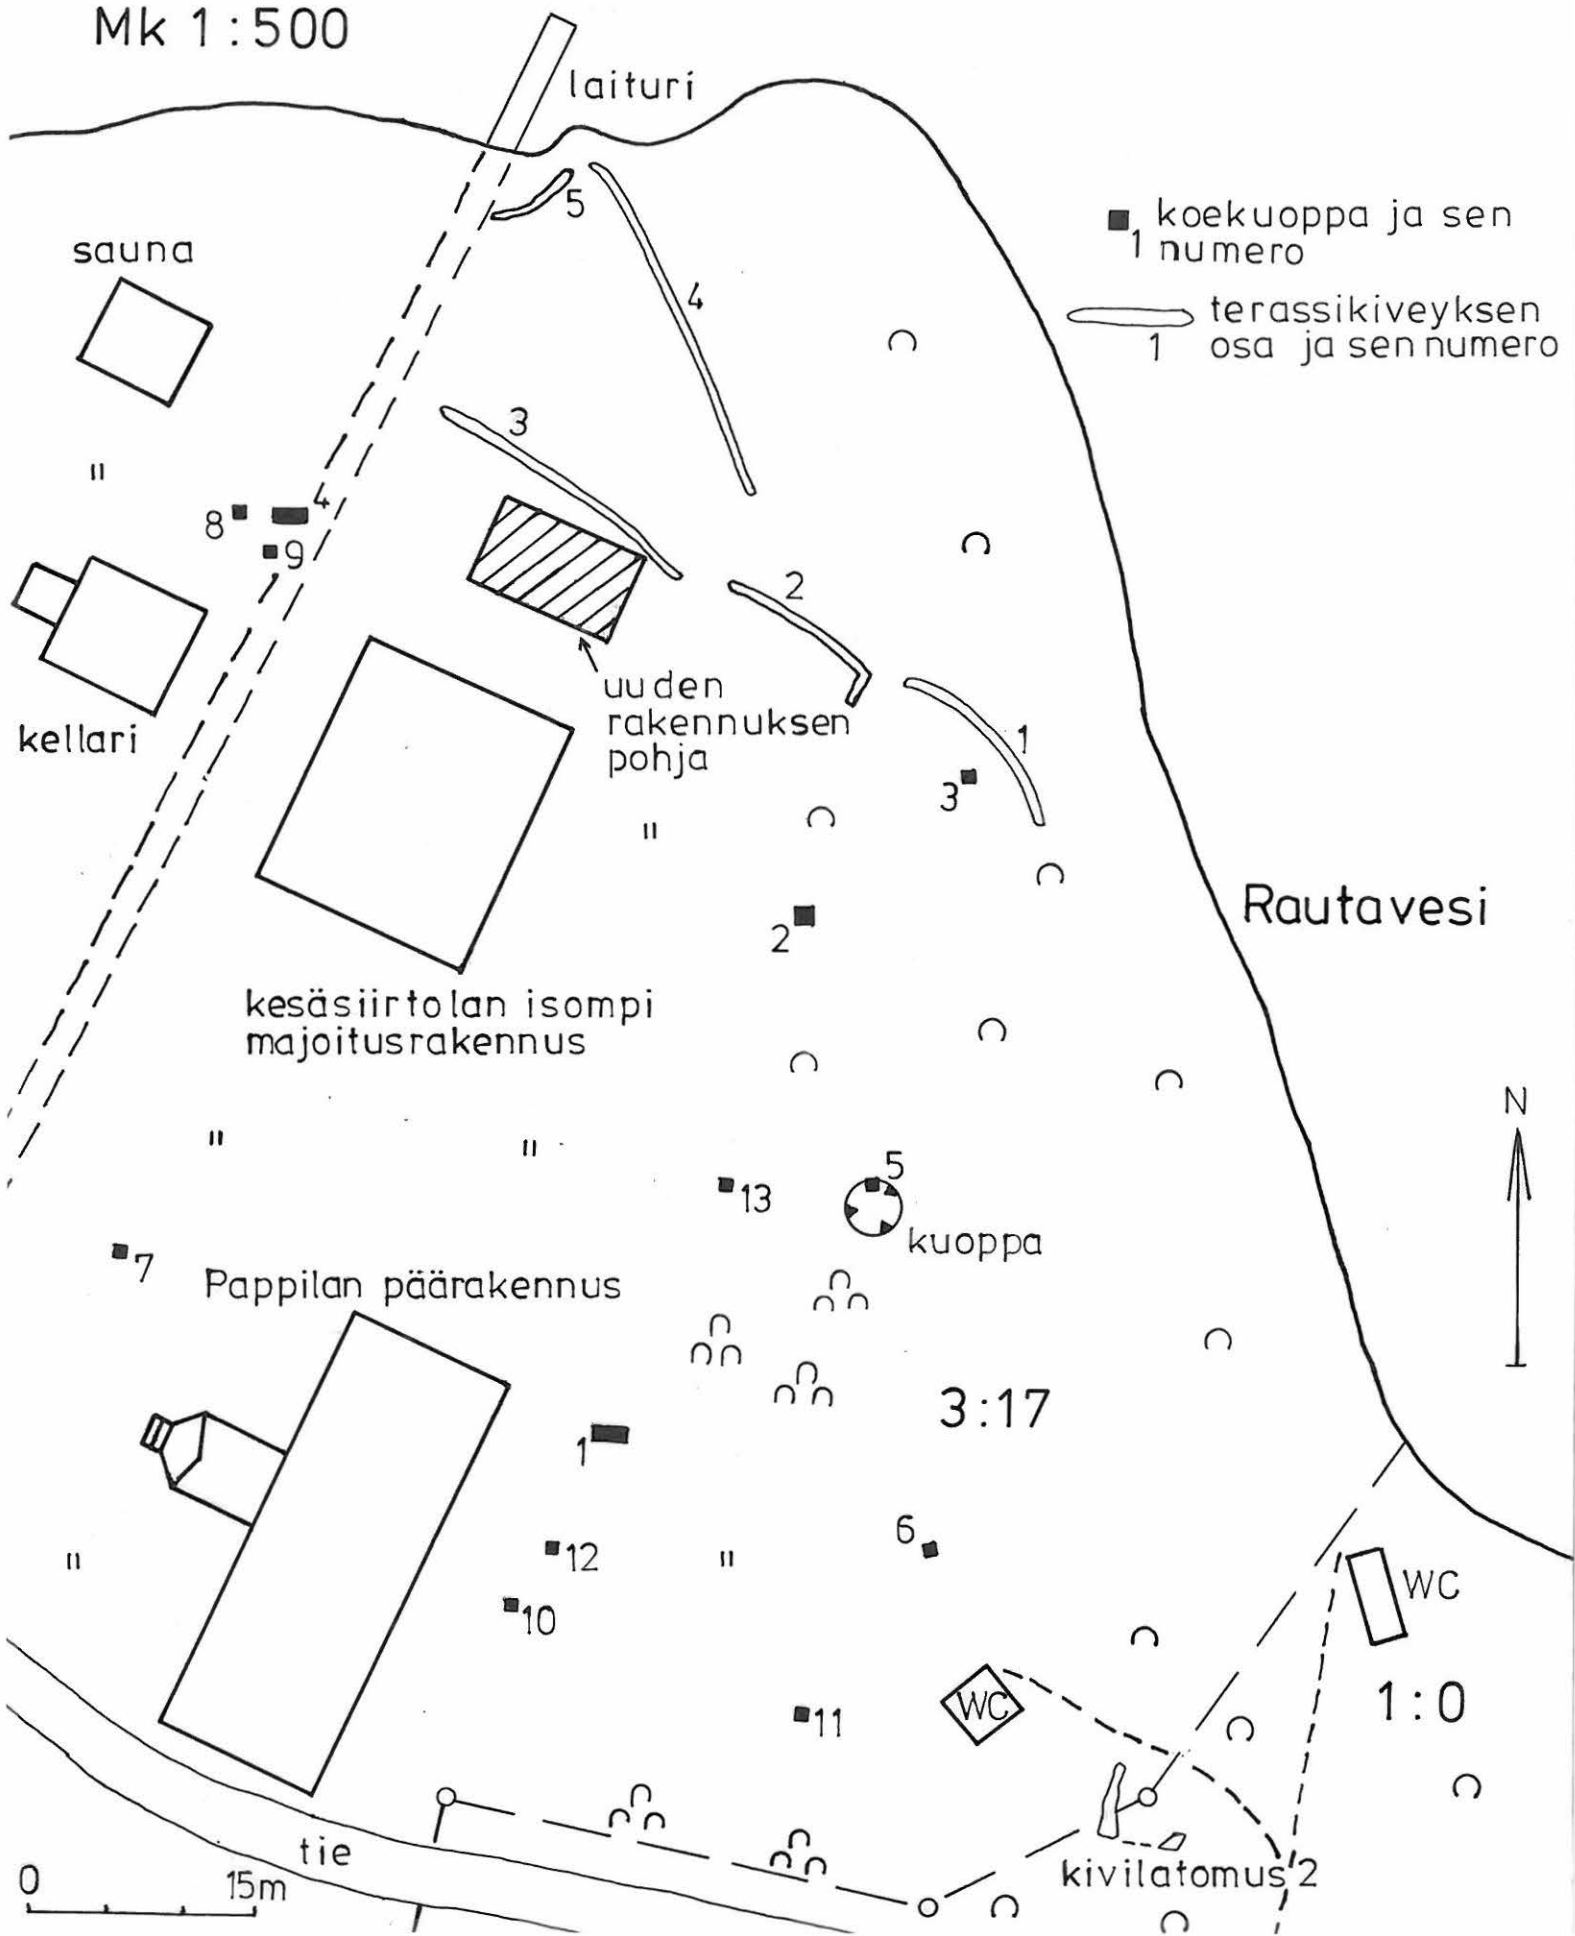 Mk 1:500
laituri
5
sauna
4
koekuoppa ja sen
1 numero
terassikiveyksen
1 osa ja sen numero
3
8
4
9
2
uuden
rakennuksen
pohja
kellari
1
3
2
Rautavesi
kesäsiirtolan isompi
majoitusrakennus
N
5
13
kuoppa
7
Pappilan päärakennus
3:17
1
6
12
10
WC
WC
1:0
11
tie
kivilatomus 2
0 15m